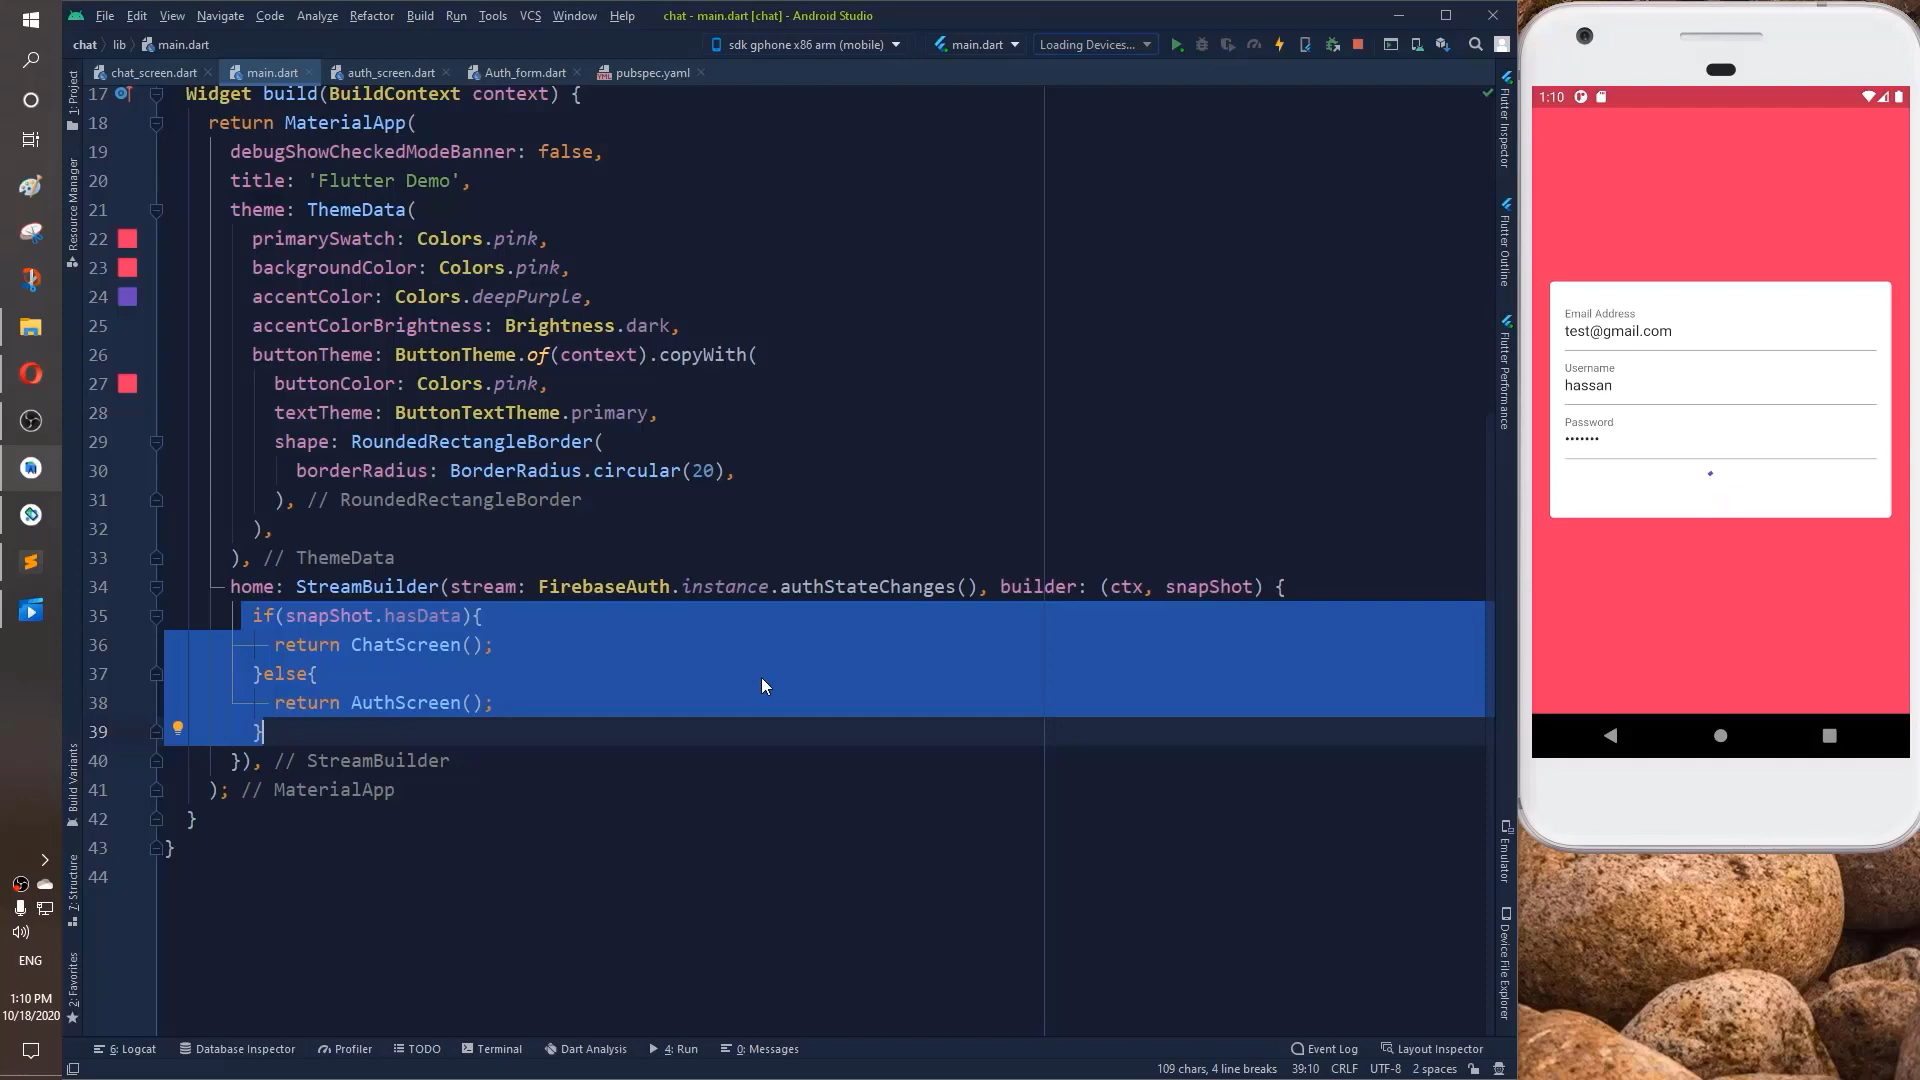 File Edit View Navigate Code Analyze Refactor Build Run Tools VCS Window Help chat - main.dart [chat] - Android Studio
chat lib main.dart sdk gphone x86 arm (mobile) main.dart Loading Devices...
chat_screen.dart main.dart auth_screen.dart Auth_form.dart pubspec.yaml
17 Widget build(BuildContext context) {
18 return MaterialApp(
19 debugShowCheckedModeBanner: false,
20 title: 'Flutter Demo',
21 theme: ThemeData(
22 primarySwatch: Colors.pink,
23 backgroundColor: Colors.pink,
24 accentColor: Colors.deepPurple,
25 accentColorBrightness: Brightness.dark,
26 buttonTheme: ButtonTheme.of(context).copyWith(
27 buttonColor: Colors.pink,
28 textTheme: ButtonTextTheme.primary,
29 shape: RoundedRectangleBorder(
30 borderRadius: BorderRadius.circular(20),
31 ), // RoundedRectangleBorder
32 ),
33 ), // ThemeData
34 home: StreamBuilder(stream: FirebaseAuth.instance.authStateChanges(), builder: (ctx, snapShot) {
35 if(snapShot.hasData){
36 return ChatScreen();
37 }else{
38 return AuthScreen();
39 }
40 }), // StreamBuilder
41 ); // MaterialApp
42 }
43 }
44
1: Project
Resource Manager
Build Variants
7: Structure
2: Favorites
Flutter Inspector
Flutter Outline
Flutter Performance
Emulator
Device File Explorer
6: Logcat Database Inspector Profiler TODO Terminal Dart Analysis 4: Run 0: Messages Event Log Layout Inspector
109 chars, 4 line breaks 39:10 CRLF UTF-8 2 spaces
ENG
1:10 PM
10/18/2020
1:10
Email Address
test@gmail.com
Username
hassan
Password
•••••••